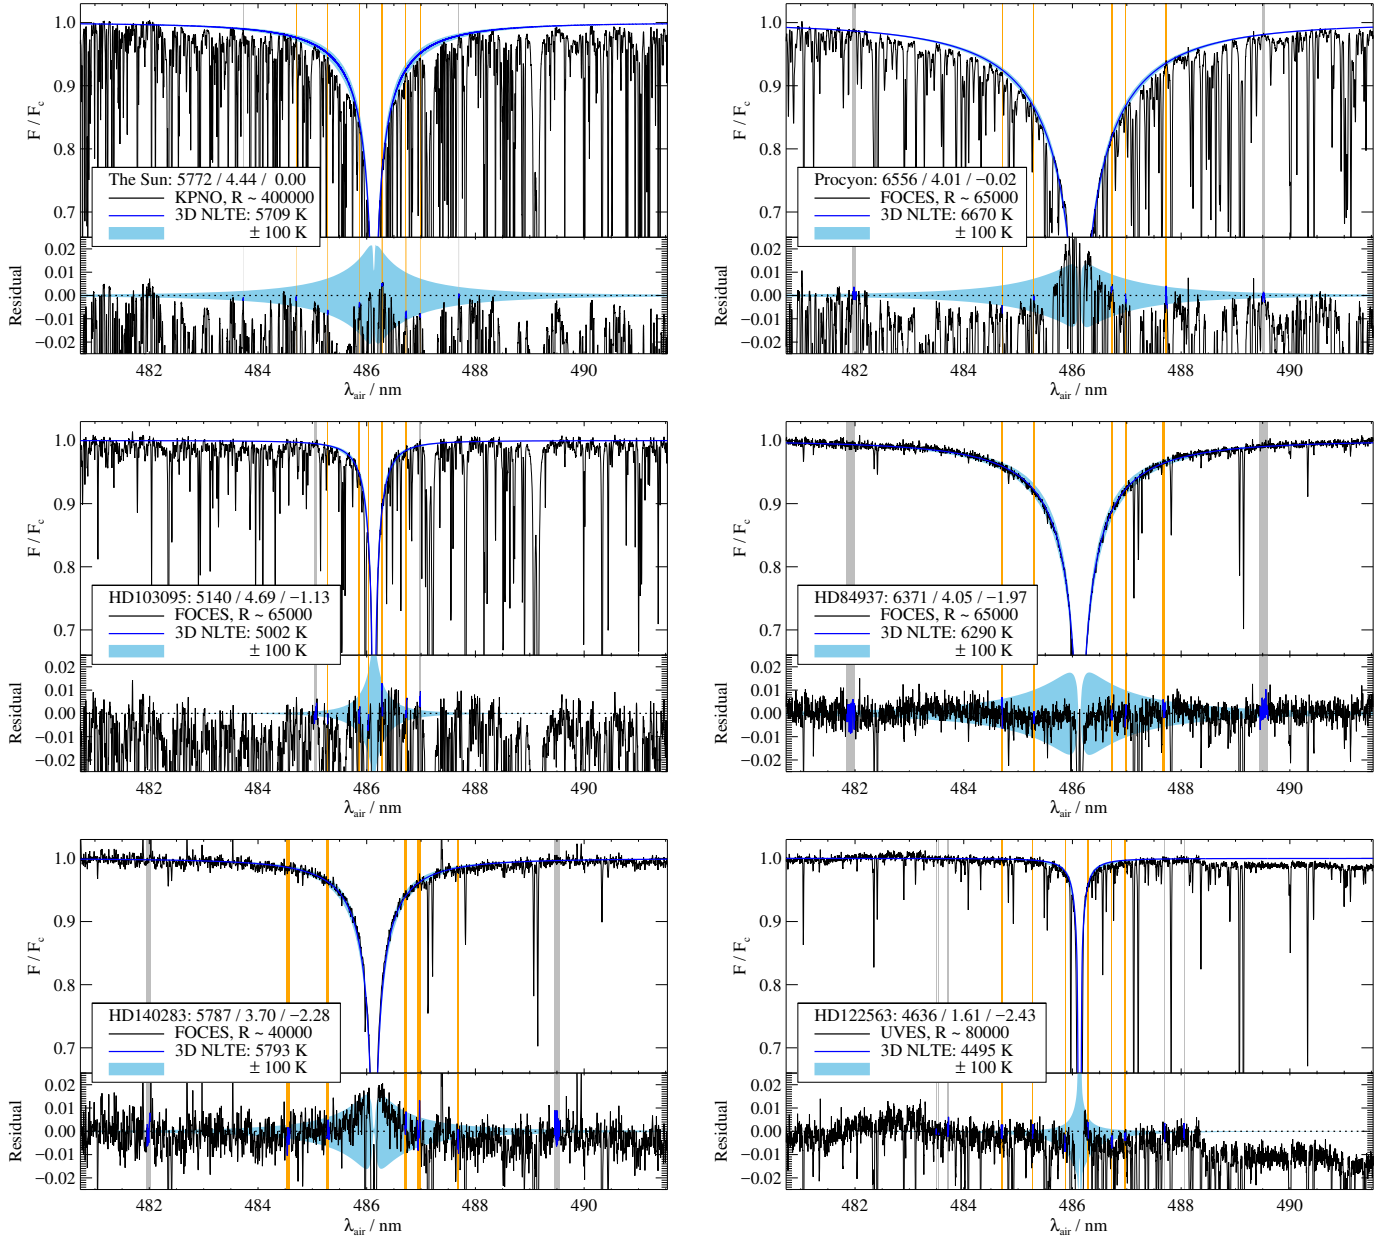 1.0
0.9
0.8
0.7
F / Fc
The Sun: 5772 / 4.44 / 0.00
KPNO, R ~ 400000
3D NLTE: 5709 K
± 100 K
0.02
0.01
0.00
−0.01
−0.02
Residual
482 484 486 488 490
λair / nm
1.0
0.9
0.8
0.7
F / Fc
Procyon: 6556 / 4.01 / −0.02
FOCES, R ~ 65000
3D NLTE: 6670 K
± 100 K
0.02
0.01
0.00
−0.01
−0.02
Residual
482 484 486 488 490
λair / nm
1.0
0.9
0.8
0.7
F / Fc
HD103095: 5140 / 4.69 / −1.13
FOCES, R ~ 65000
3D NLTE: 5002 K
± 100 K
0.02
0.01
0.00
−0.01
−0.02
Residual
482 484 486 488 490
λair / nm
1.0
0.9
0.8
0.7
F / Fc
HD84937: 6371 / 4.05 / −1.97
FOCES, R ~ 65000
3D NLTE: 6290 K
± 100 K
0.02
0.01
0.00
−0.01
−0.02
Residual
482 484 486 488 490
λair / nm
1.0
0.9
0.8
0.7
F / Fc
HD140283: 5787 / 3.70 / −2.28
FOCES, R ~ 40000
3D NLTE: 5793 K
± 100 K
0.02
0.01
0.00
−0.01
−0.02
Residual
482 484 486 488 490
λair / nm
1.0
0.9
0.8
0.7
F / Fc
HD122563: 4636 / 1.61 / −2.43
UVES, R ~ 80000
3D NLTE: 4495 K
± 100 K
0.02
0.01
0.00
−0.01
−0.02
Residual
482 484 486 488 490
λair / nm